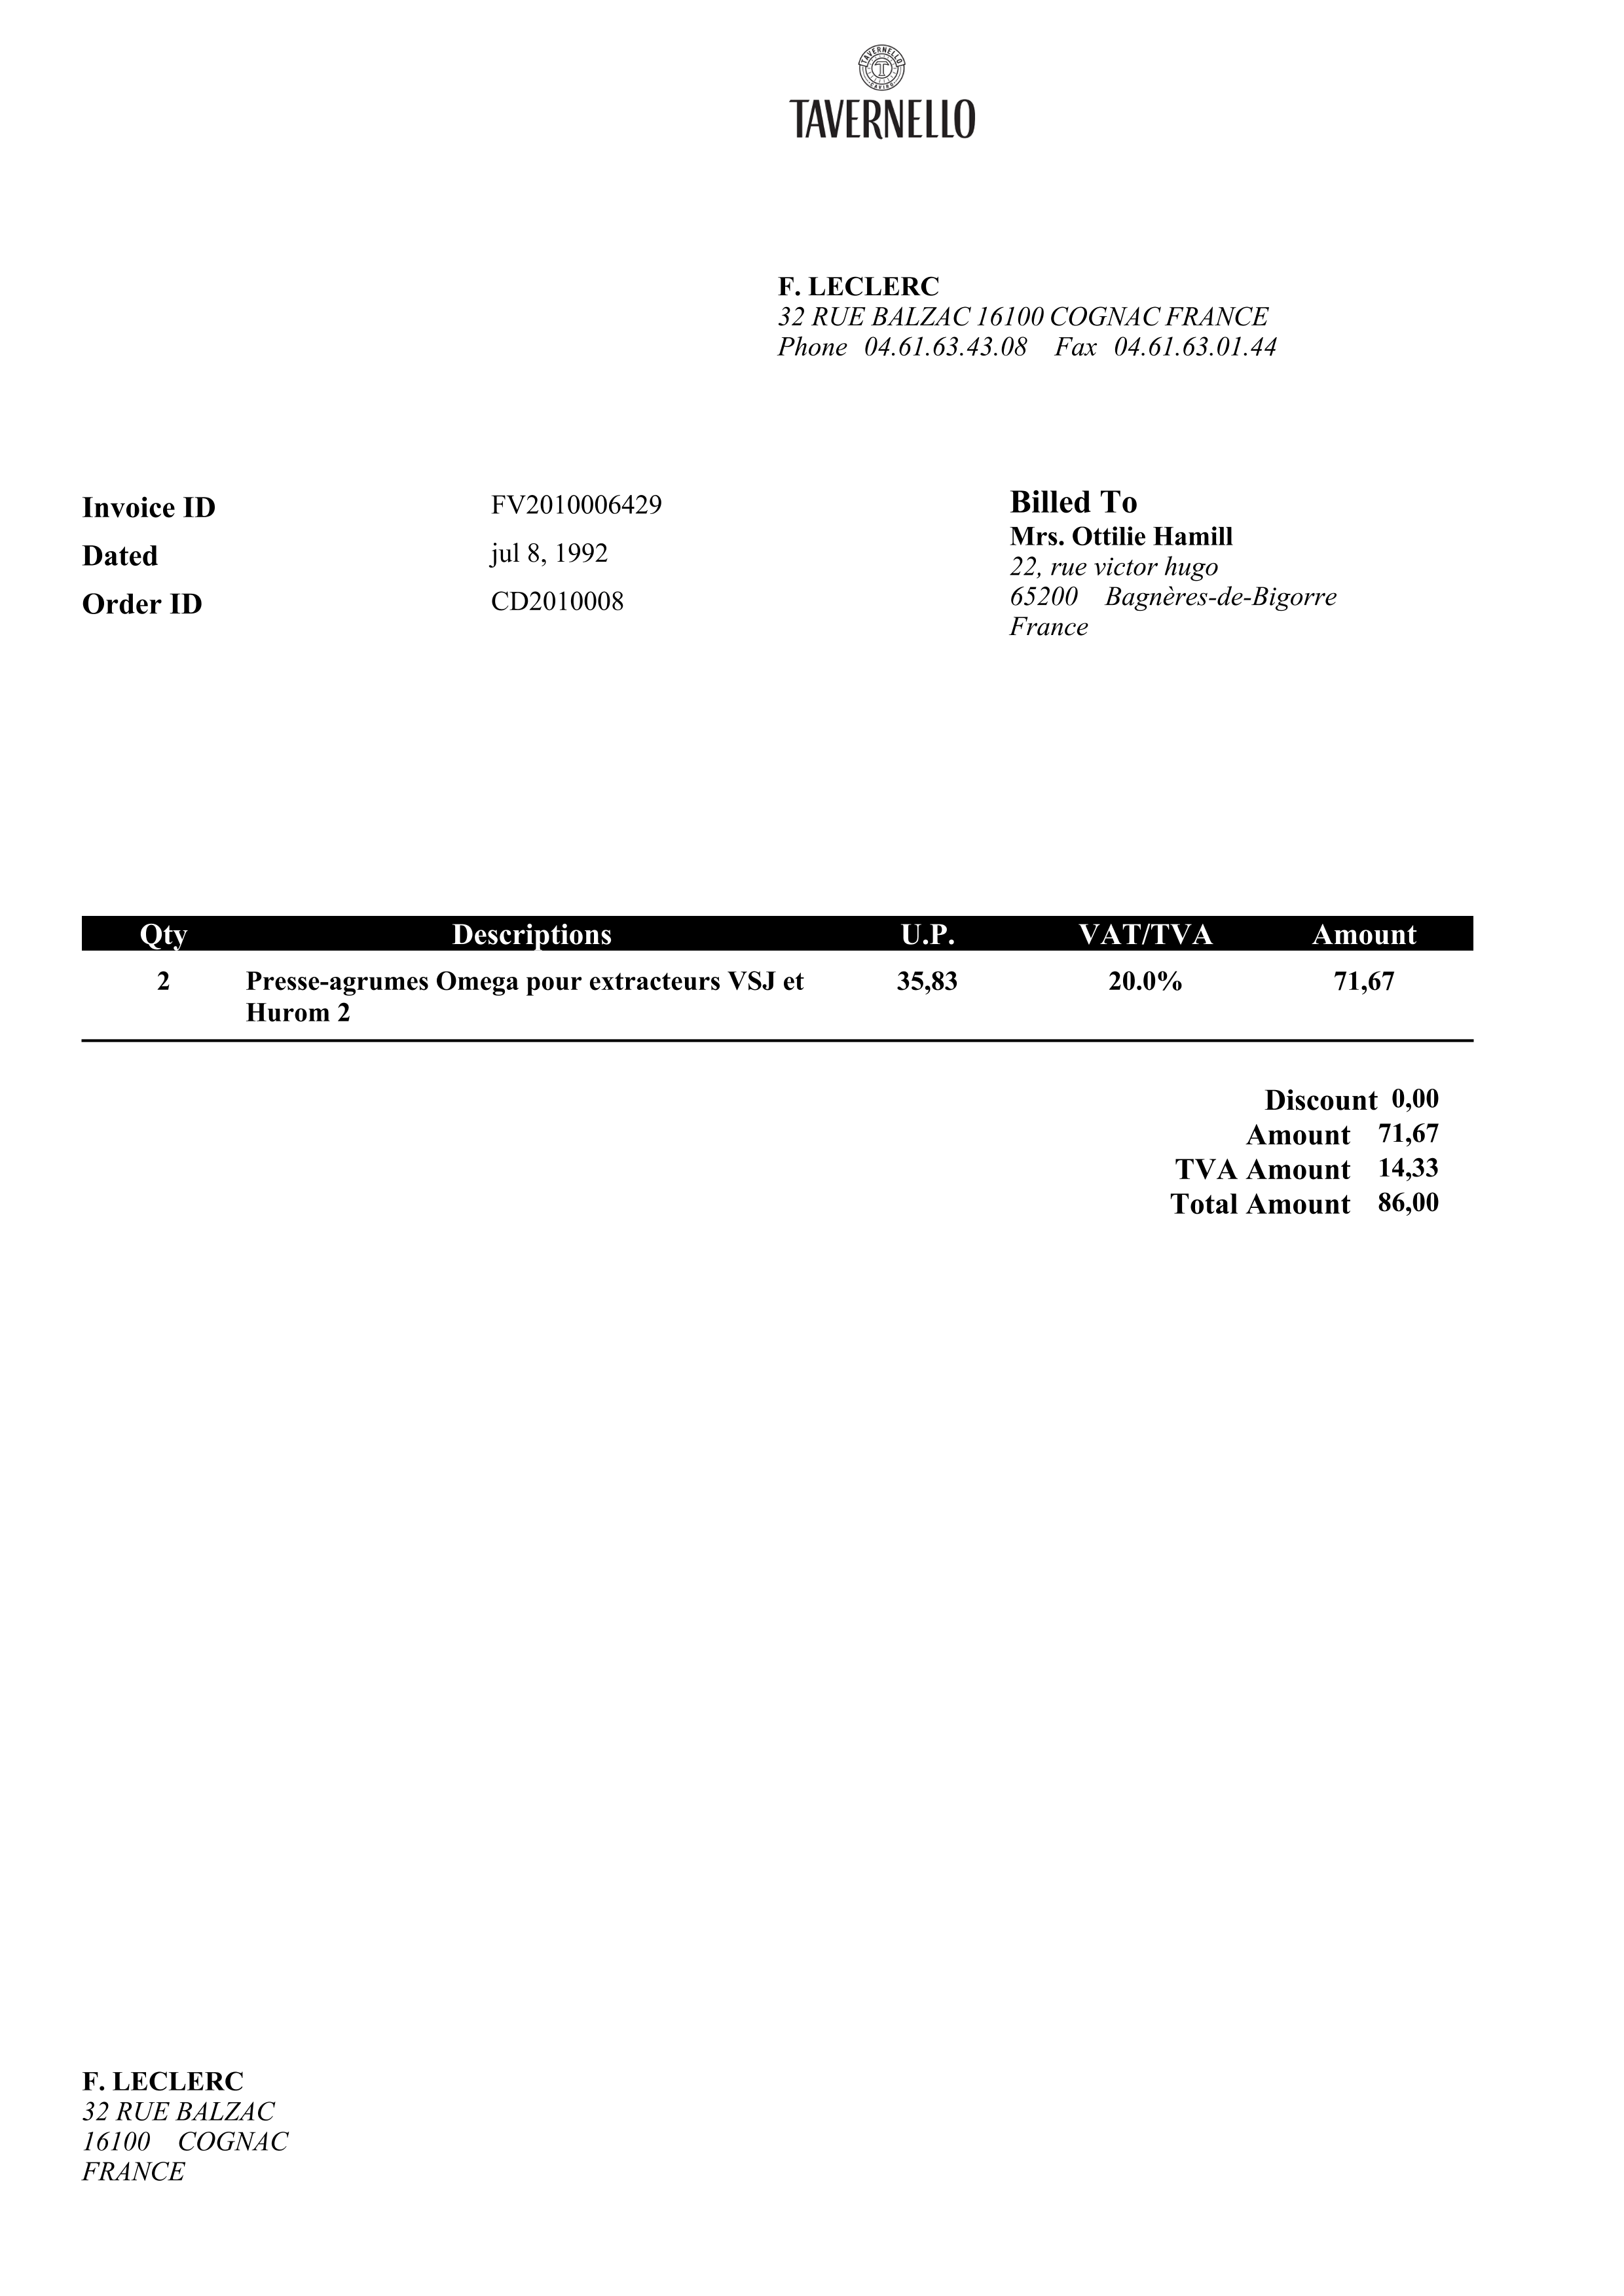 TAVERNELLO
CAVIRO
TAVERNELLO
F. LECLERC
32 RUE BALZAC 16100 COGNAC FRANCE
Phone 04.61.63.43.08 Fax 04.61.63.01.44
Invoice ID FV2010006429
Dated jul 8, 1992
Order ID CD2010008
Billed To
Mrs. Ottilie Hamill
22, rue victor hugo
65200 Bagnères-de-Bigorre
France
Qty Descriptions U.P. VAT/TVA Amount
2 Presse-agrumes Omega pour extracteurs VSJ et 35,83 20.0% 71,67
Hurom 2
Discount 0,00
Amount 71,67
TVA Amount 14,33
Total Amount 86,00
F. LECLERC
32 RUE BALZAC
16100 COGNAC
FRANCE